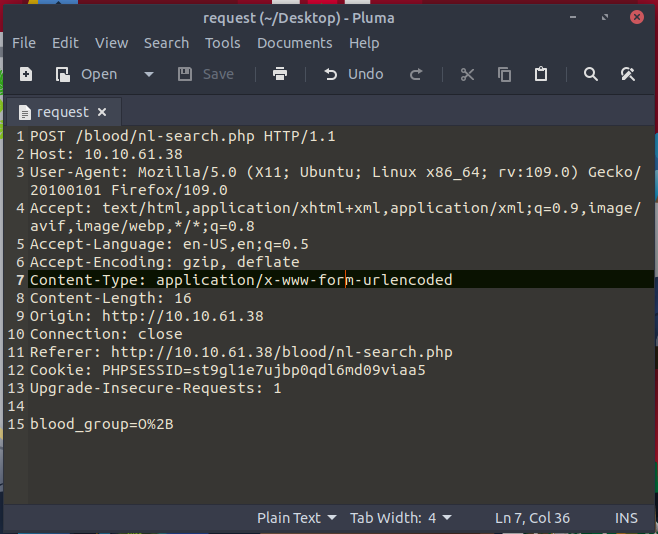 request (~/Desktop) - Pluma
File Edit View Search Tools Documents Help
Open Save Undo
request
1 POST /blood/nl-search.php HTTP/1.1
2 Host: 10.10.61.38
3 User-Agent: Mozilla/5.0 (X11; Ubuntu; Linux x86_64; rv:109.0) Gecko/
20100101 Firefox/109.0
4 Accept: text/html,application/xhtml+xml,application/xml;q=0.9,image/
avif,image/webp,*/*;q=0.8
5 Accept-Language: en-US,en;q=0.5
6 Accept-Encoding: gzip, deflate
7 Content-Type: application/x-www-form-urlencoded
8 Content-Length: 16
9 Origin: http://10.10.61.38
10 Connection: close
11 Referer: http://10.10.61.38/blood/nl-search.php
12 Cookie: PHPSESSID=st9gl1e7ujbp0qdl6md09viaa5
13 Upgrade-Insecure-Requests: 1
14
15 blood_group=O%2B
Plain Text Tab Width: 4 Ln 7, Col 36 INS